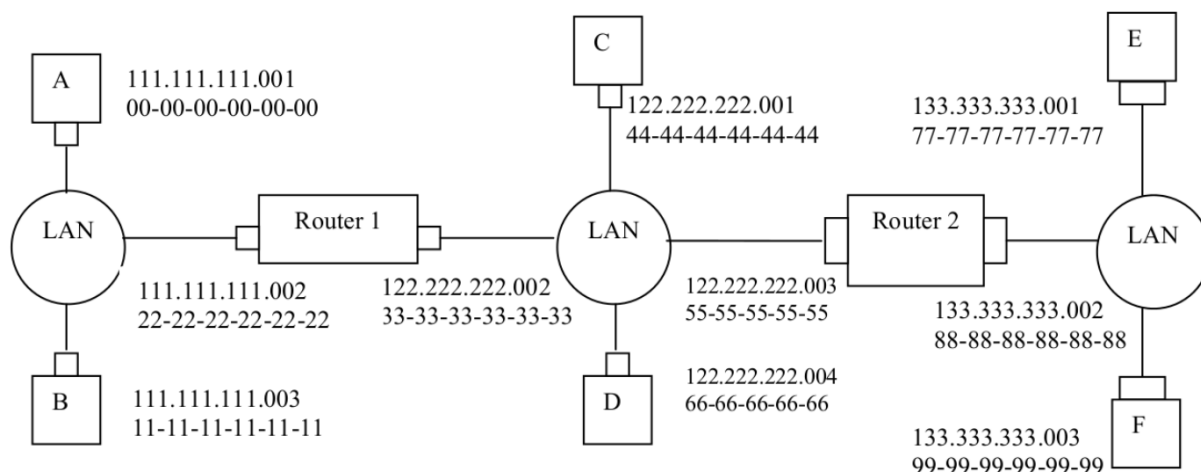 A
111.111.111.001
00-00-00-00-00-00
C
122.222.222.001
44-44-44-44-44-44
E
133.333.333.001
77-77-77-77-77-77
LAN
Router 1
LAN
Router 2
LAN
111.111.111.002
22-22-22-22-22-22
122.222.222.002
33-33-33-33-33-33
122.222.222.003
55-55-55-55-55
133.333.333.002
88-88-88-88-88-88
B
111.111.111.003
11-11-11-11-11-11
D
122.222.222.004
66-66-66-66-66
F
133.333.333.003
99-99-99-99-99-99